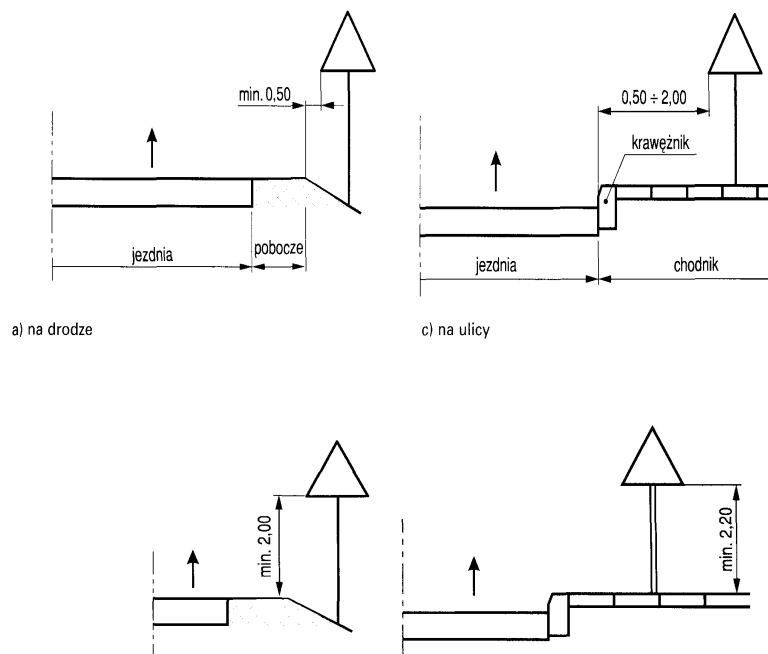 min. 0,50
jezdnia
pobocze
a) na drodze
0,50 ÷ 2,00
krawężnik
jezdnia
chodnik
c) na ulicy
min. 2,00
min. 2,20